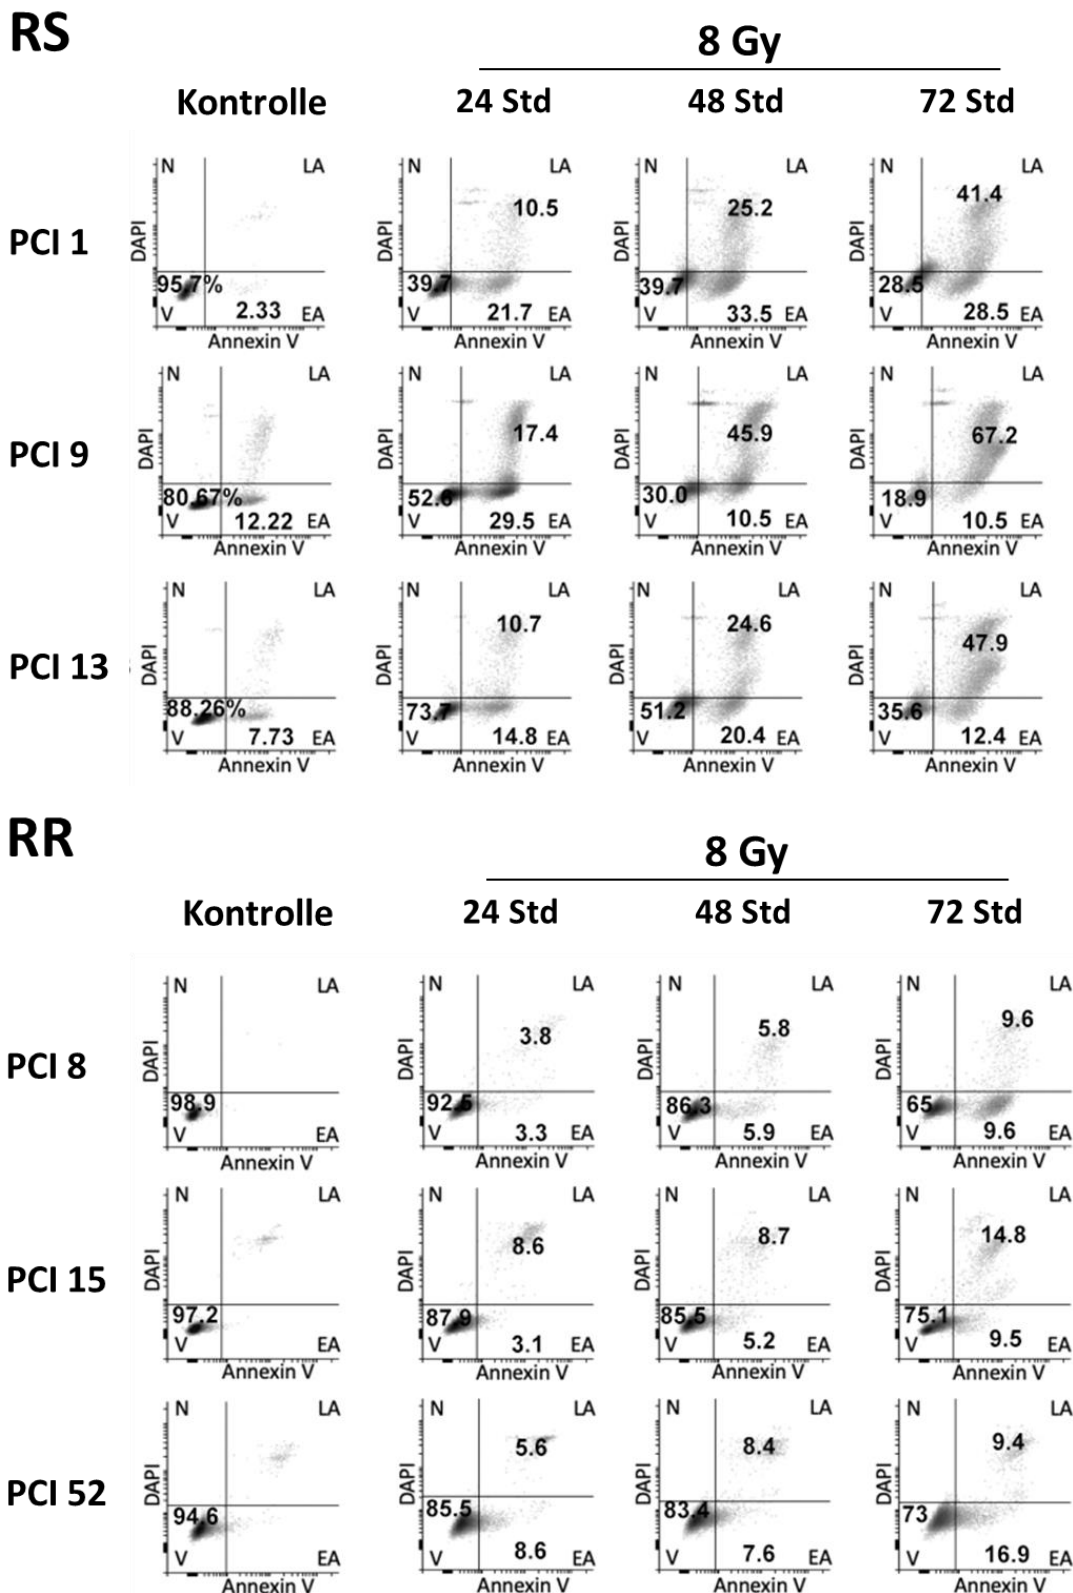 RS
8 Gy
Kontrolle 24 Std 48 Std 72 Std
PCI 1
N LA N LA N LA N LA
10.5 25.2 41.4
DAPI DAPI DAPI DAPI
95.7% 39.7 39.7 28.5
V 2.33 EA V 21.7 EA V 33.5 EA V 28.5 EA
Annexin V Annexin V Annexin V Annexin V
PCI 9
N LA N LA N LA N LA
17.4 45.9 67.2
DAPI DAPI DAPI DAPI
80.67% 52.6 30.0 18.9
V 12.22 EA V 29.5 EA V 10.5 EA V 10.5 EA
Annexin V Annexin V Annexin V Annexin V
PCI 13
N LA N LA N LA N LA
10.7 24.6 47.9
DAPI DAPI DAPI DAPI
88.26% 73.7 51.2 35.6
V 7.73 EA V 14.8 EA V 20.4 EA V 12.4 EA
Annexin V Annexin V Annexin V Annexin V
RR
8 Gy
Kontrolle 24 Std 48 Std 72 Std
PCI 8
N LA N LA N LA N LA
3.8 5.8 9.6
DAPI DAPI DAPI DAPI
98.9 92.5 86.3 65
V EA V 3.3 EA V 5.9 EA V 9.6 EA
Annexin V Annexin V Annexin V Annexin V
PCI 15
N LA N LA N LA N LA
8.6 8.7 14.8
DAPI DAPI DAPI DAPI
97.2 87.9 85.5 75.1
V EA V 3.1 EA V 5.2 EA V 9.5 EA
Annexin V Annexin V Annexin V Annexin V
PCI 52
N LA N LA N LA N LA
5.6 8.4 9.4
DAPI DAPI DAPI DAPI
94.6 85.5 83.4 73
V EA V 8.6 EA V 7.6 EA V 16.9 EA
Annexin V Annexin V Annexin V Annexin V